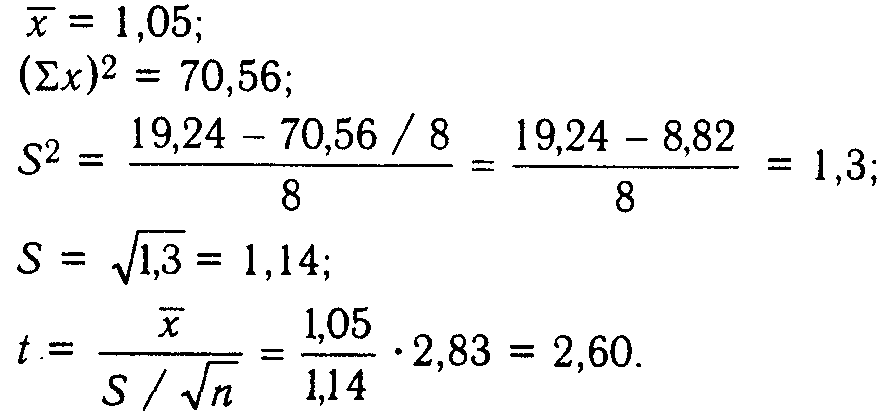 x̅ = 1,05;
(Σx)² = 70,56;
S² = (19,24 – 70,56 / 8) / 8 = (19,24 – 8,82) / 8 = 1,3;
S = √1,3 = 1,14;
t = x̅ / (S / √n) = 1,05 / 1,14 · 2,83 = 2,60.